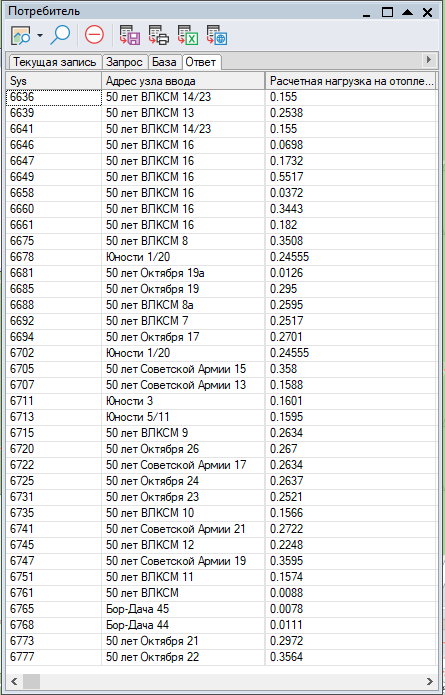 Потребитель
Текущая запись Запрос База Ответ
Sys Адрес узла ввода Расчетная нагрузка на отопле...
6636 50 лет ВЛКСМ 14/23 0.155
6639 50 лет ВЛКСМ 13 0.2538
6641 50 лет ВЛКСМ 14/23 0.155
6646 50 лет ВЛКСМ 16 0.0698
6647 50 лет ВЛКСМ 16 0.1732
6649 50 лет ВЛКСМ 16 0.5517
6658 50 лет ВЛКСМ 16 0.0372
6660 50 лет ВЛКСМ 16 0.3443
6661 50 лет ВЛКСМ 16 0.182
6675 50 лет ВЛКСМ 8 0.3508
6678 Юности 1/20 0.24555
6681 50 лет Октября 19а 0.0126
6685 50 лет Октября 19 0.295
6688 50 лет ВЛКСМ 8а 0.2595
6692 50 лет ВЛКСМ 7 0.2517
6694 50 лет Октября 17 0.2701
6702 Юности 1/20 0.24555
6705 50 лет Советской Армии 15 0.358
6707 50 лет Советской Армии 13 0.1588
6711 Юности 3 0.1601
6713 Юности 5/11 0.1595
6715 50 лет ВЛКСМ 9 0.2634
6720 50 лет Октября 26 0.267
6722 50 лет Советской Армии 17 0.2634
6725 50 лет Октября 24 0.2637
6731 50 лет Октября 23 0.2521
6735 50 лет ВЛКСМ 10 0.1566
6741 50 лет Советской Армии 21 0.2722
6745 50 лет ВЛКСМ 12 0.2248
6747 50 лет Советской Армии 19 0.3595
6751 50 лет ВЛКСМ 11 0.1574
6761 50 лет ВЛКСМ 0.0088
6765 Бор-Дача 45 0.0078
6768 Бор-Дача 44 0.0111
6773 50 лет Октября 21 0.2972
6777 50 лет Октября 22 0.3564